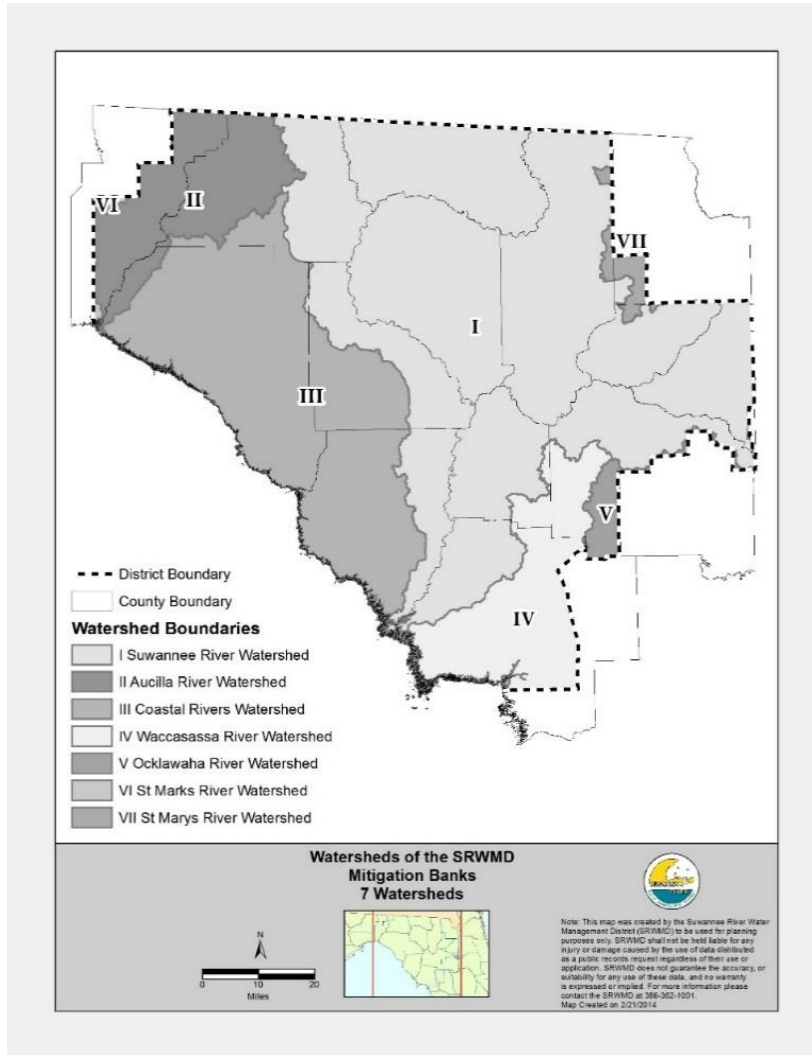 VI
II
VII
I
III
V
IV
District Boundary
County Boundary
Watershed Boundaries
I Suwannee River Watershed
II Aucilla River Watershed
III Coastal Rivers Watershed
IV Waccasassa River Watershed
V Ocklawaha River Watershed
VI St Marks River Watershed
VII St Marys River Watershed
Watersheds of the SRWMD
Mitigation Banks
7 Watersheds
N
0 10 20
Miles
Note: This map was created by the Suwannee River Water
Management District (SRWMD) to be used for planning
purposes only. SRWMD shall not be held liable for any
injury or damage caused by the use of data distributed
as a public records request regardless of their use or
application. SRWMD does not guarantee the accuracy, or
suitability for any use of these data, and no warranty
is expressed or implied. For more information please
contact the SRWMD at 386-362-1001.
Map Created on 2/21/2014